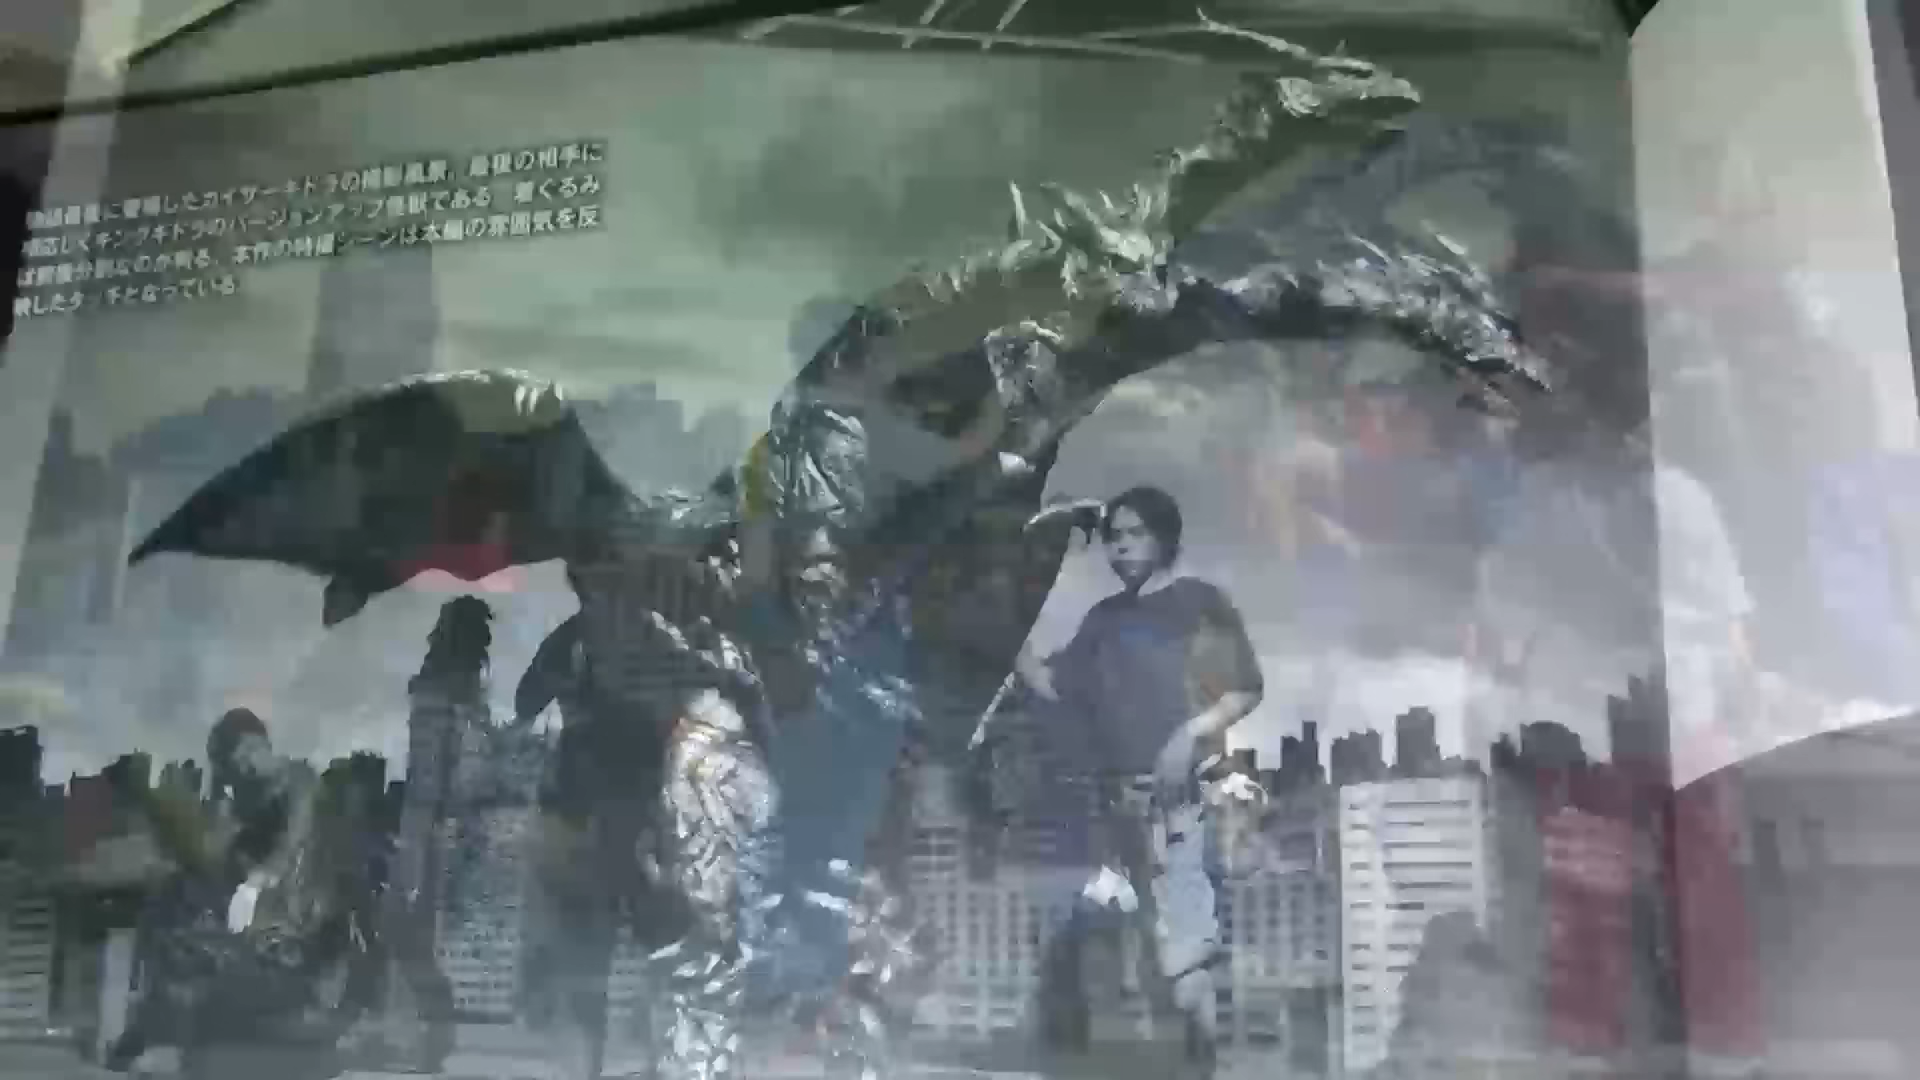 物語最後に登場したカイザーギドラの撮影風景。最後の相手に
相応しくキングギドラのバージョンアップ怪獣である。着ぐるみ
は前後分割なのが判る。本作の特撮シーンは本編の雰囲気を反
映したタッチとなっている。